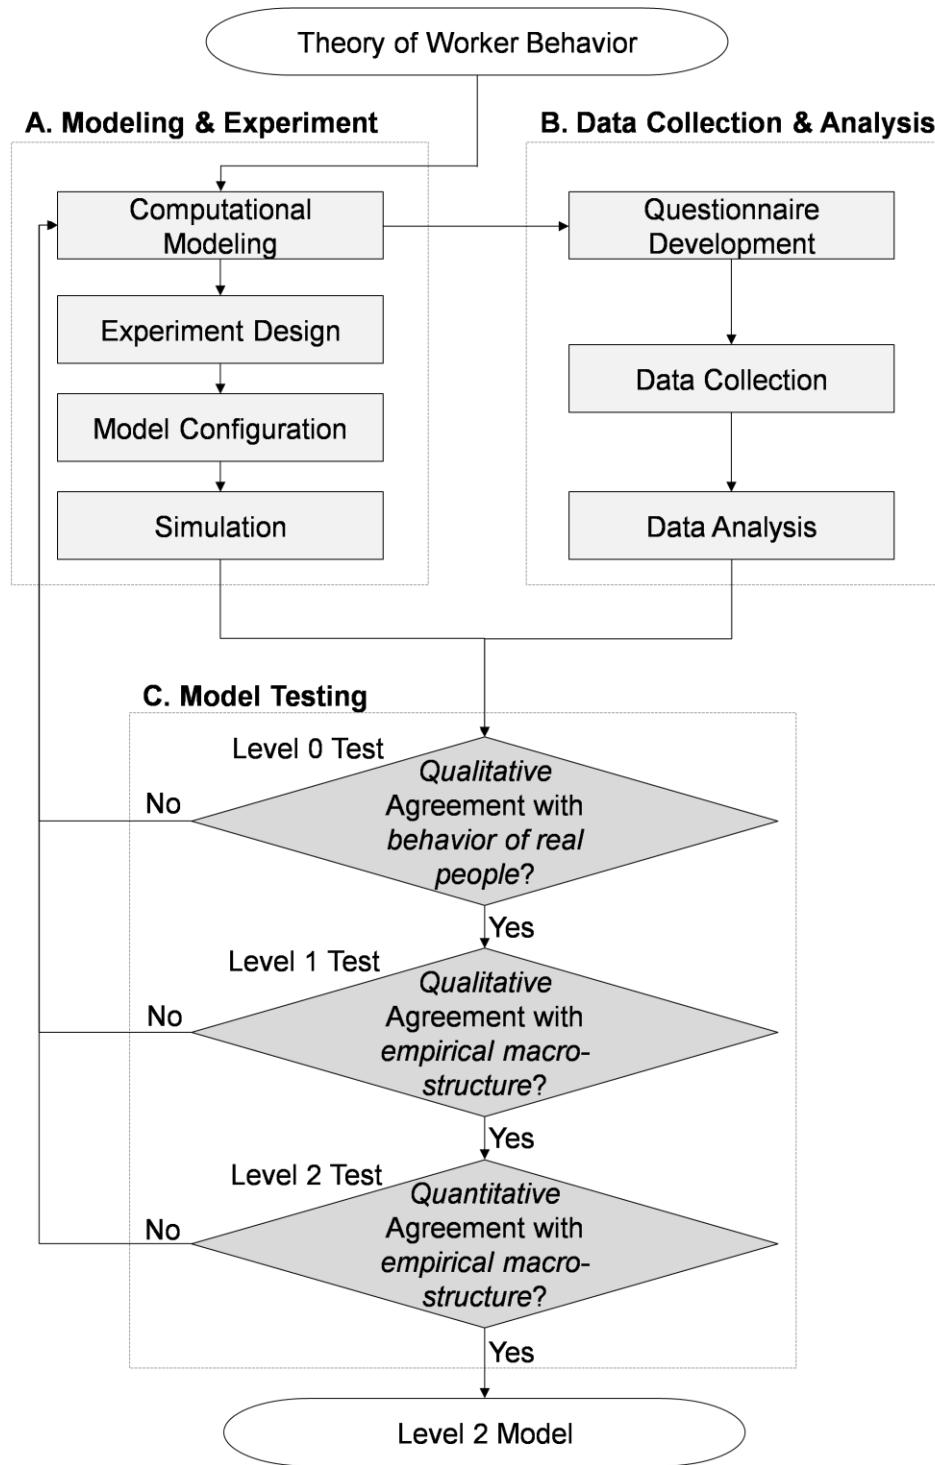 Theory of Worker Behavior
A. Modeling & Experiment
Computational
Modeling
Experiment Design
Model Configuration
Simulation
B. Data Collection & Analysis
Questionnaire
Development
Data Collection
Data Analysis
C. Model Testing
Level 0 Test
Qualitative
Agreement with
behavior of real
people?
No
Yes
Level 1 Test
Qualitative
Agreement with
empirical macro-
structure?
No
Yes
Level 2 Test
Quantitative
Agreement with
empirical macro-
structure?
No
Yes
Level 2 Model